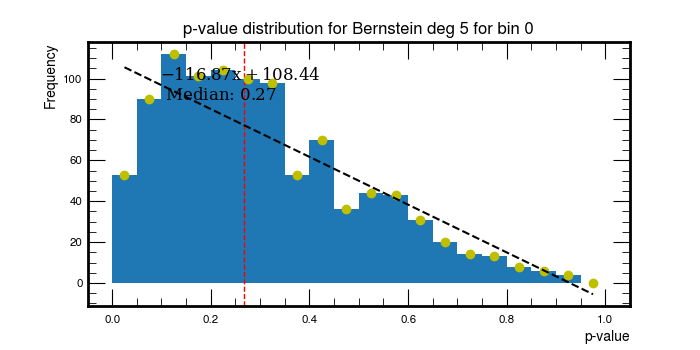 p-value distribution for Bernstein deg 5 for bin 0
Frequency
−116.87x + 108.44
Median: 0.27
100
80
60
40
20
0
0.0 0.2 0.4 0.6 0.8 1.0
p-value